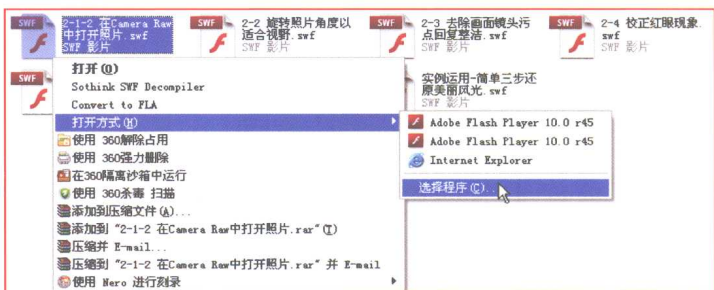 SWF
2-1-2 在Camera Raw
中打开照片.swf
SWF 影片
SWF
2-2 旋转照片角度以
适合视野.swf
SWF 影片
SWF
2-3 去除画面镜头污
点回复整洁.swf
SWF 影片
SWF
2-4 校正红眼现象.
swf
SWF 影片
SWF
实例运用-简单三步还
原美丽风光.swf
SWF 影片
打开(O)
Sothink SWF Decompiler
Convert to FLA
打开方式(H)
使用 360解除占用
使用 360强力删除
在360隔离沙箱中运行
使用 360杀毒 扫描
添加到压缩文件(A)...
添加到 "2-1-2 在Camera Raw中打开照片.rar"(T)
压缩并 E-mail...
压缩到 "2-1-2 在Camera Raw中打开照片.rar" 并 E-mail
使用 Nero 进行刻录
Adobe Flash Player 10.0 r45
Adobe Flash Player 10.0 r45
Internet Explorer
选择程序(C)...